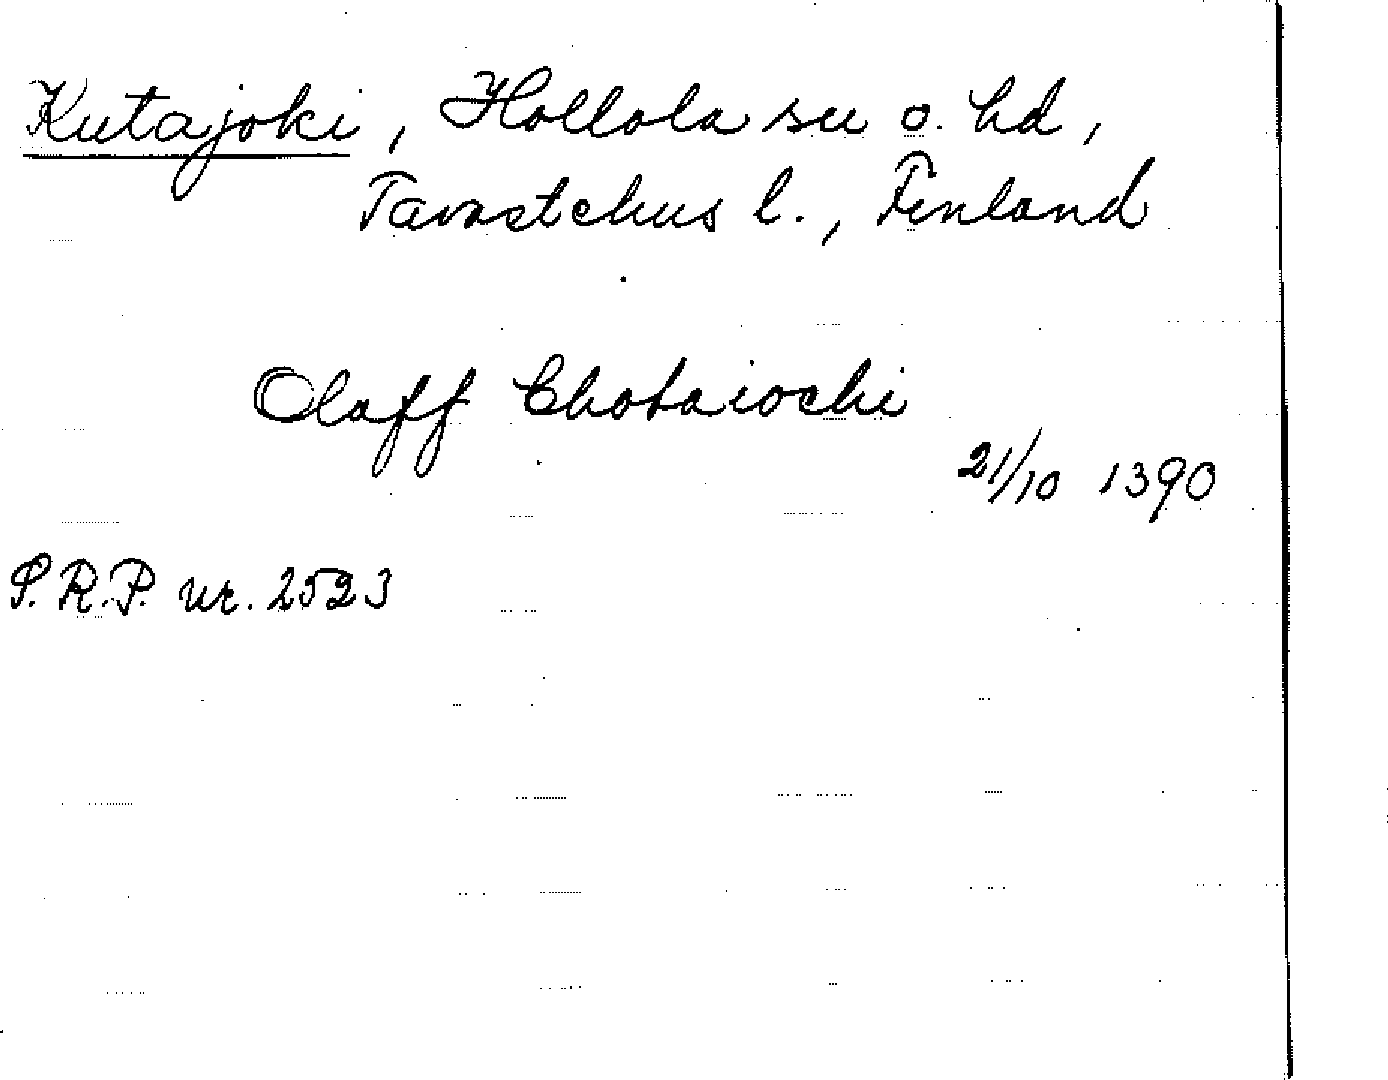 Kutajoki, Hollola sn o. hd,
Tavastehus l., Finland
Olaff Chotaiochi
21/10 1390
S.R.P. nr. 2523